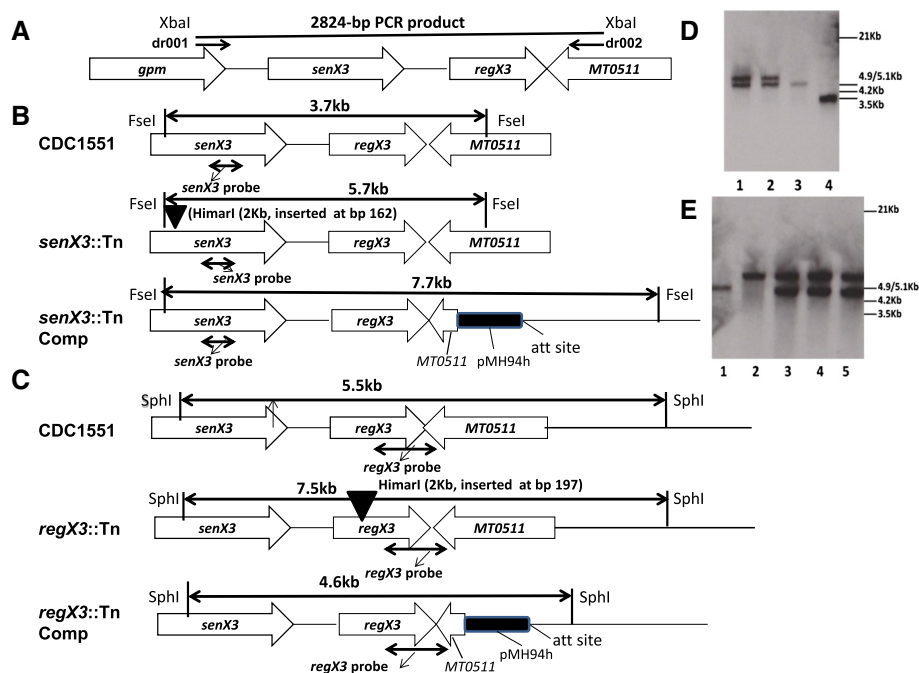 A
XbaI
2824-bp PCR product
XbaI
dr001
dr002
gpm
senX3
regX3
MT0511
B
3.7kb
FseI
FseI
CDC1551
senX3
regX3
MT0511
senX3 probe
5.7kb
FseI
FseI
(HimarI (2Kb, inserted at bp 162)
senX3::Tn
senX3
regX3
MT0511
senX3 probe
7.7kb
FseI
FseI
senX3::Tn
Comp
senX3
regX3
senX3 probe
MT0511
pMH94h
att site
C
5.5kb
SphI
SphI
CDC1551
senX3
regX3
MT0511
regX3 probe
HimarI (2Kb, inserted at bp 197)
7.5kb
SphI
SphI
regX3::Tn
senX3
regX3
MT0511
regX3 probe
4.6kb
SphI
SphI
regX3::Tn
Comp
senX3
regX3
att site
pMH94h
regX3 probe
MT0511
D
21Kb
4.9/5.1Kb
4.2Kb
3.5Kb
1 2 3 4
E
21Kb
4.9/5.1Kb
4.2Kb
3.5Kb
1 2 3 4 5